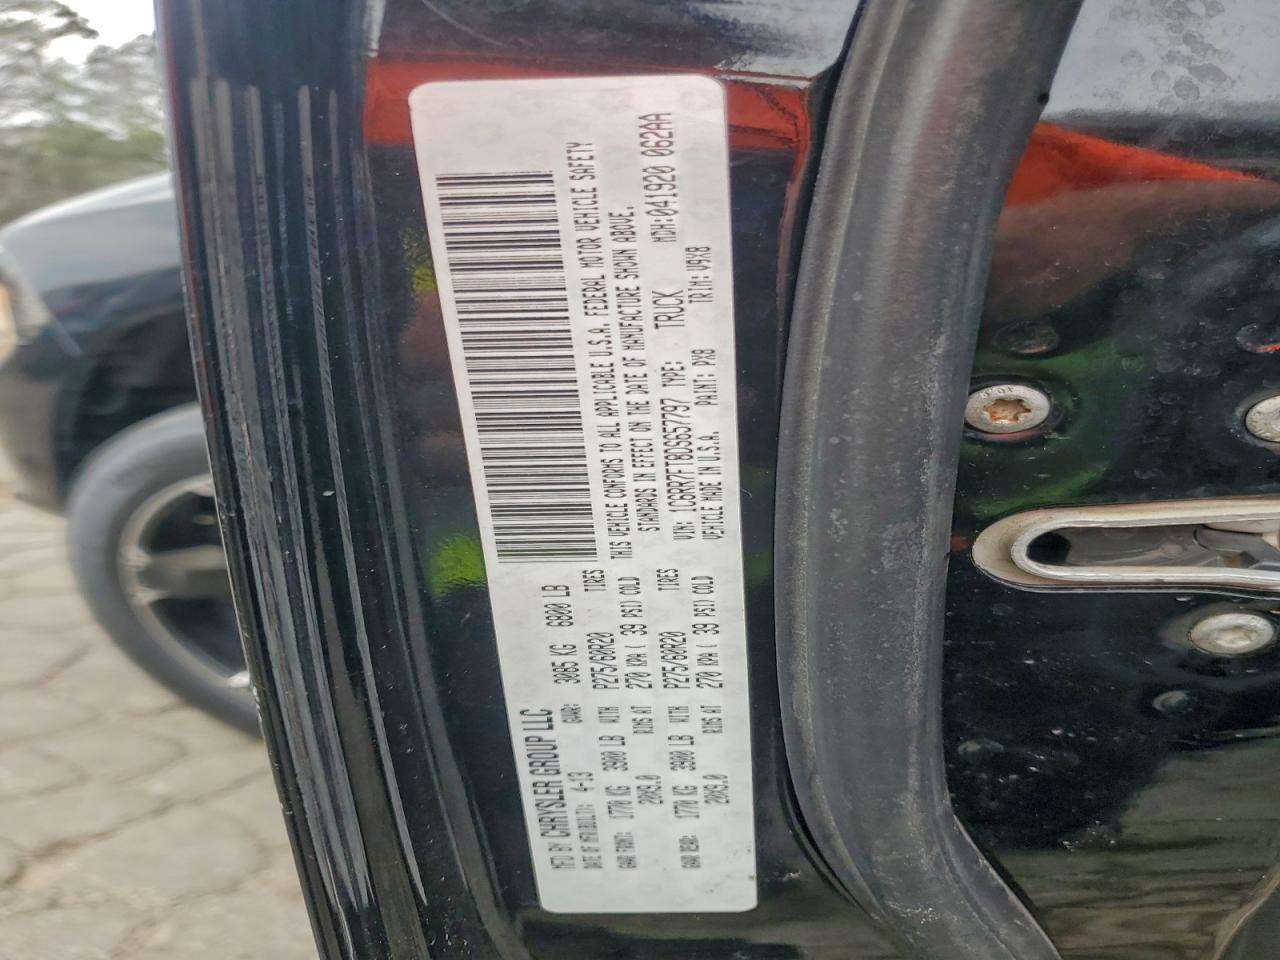 MFD BY CHRYSLER GROUP LLC
DATE OF MFR(BUILT): 4-13 GVWR: 3085 KG 6800 LB
GAWR FRONT: 1770 KG 3900 LB WITH P275/60R20 TIRES
20X9.0 RIMS AT 270 KPA ( 39 PSI) COLD
GAWR REAR: 1770 KG 3900 LB WITH P275/60R20 TIRES
20X9.0 RIMS AT 270 KPA ( 39 PSI) COLD
THIS VEHICLE CONFORMS TO ALL APPLICABLE U.S.A. FEDERAL MOTOR VEHICLE SAFETY
STANDARDS IN EFFECT ON THE DATE OF MANUFACTURE SHOWN ABOVE.
VIN: 1C6RR7FT8DS657797 TYPE: TRUCK MDH:041920 062AA
VEHICLE MADE IN U.S.A. PAINT: PX8 TRIM: V9X8